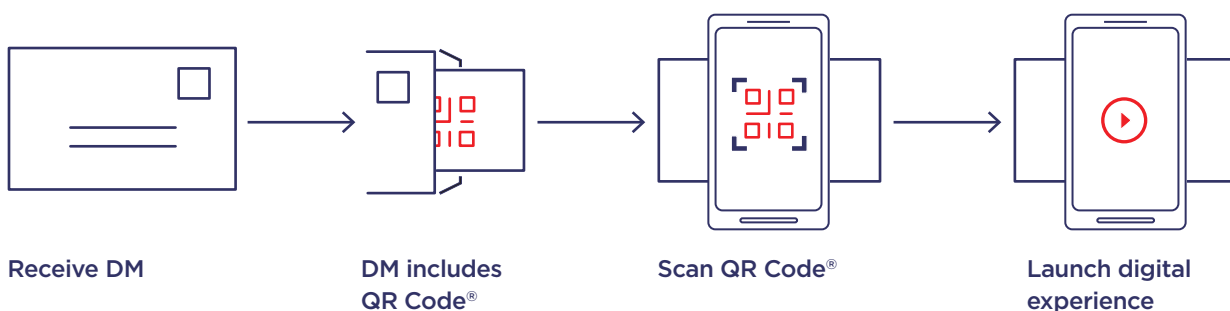 Receive DM
DM includes
QR Code®
Scan QR Code®
Launch digital
experience